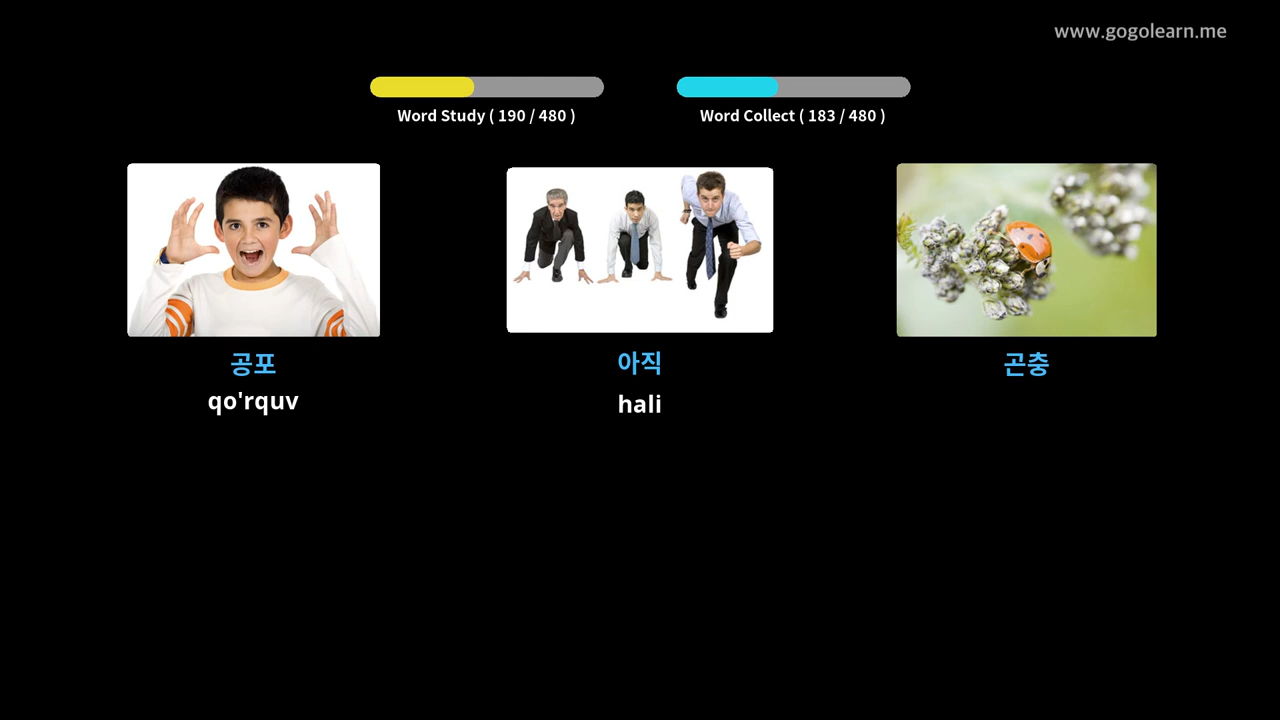 www.gogolearn.me
Word Study ( 190 / 480 )
Word Collect ( 183 / 480 )
공포
아직
곤충
qo'rquv
hali